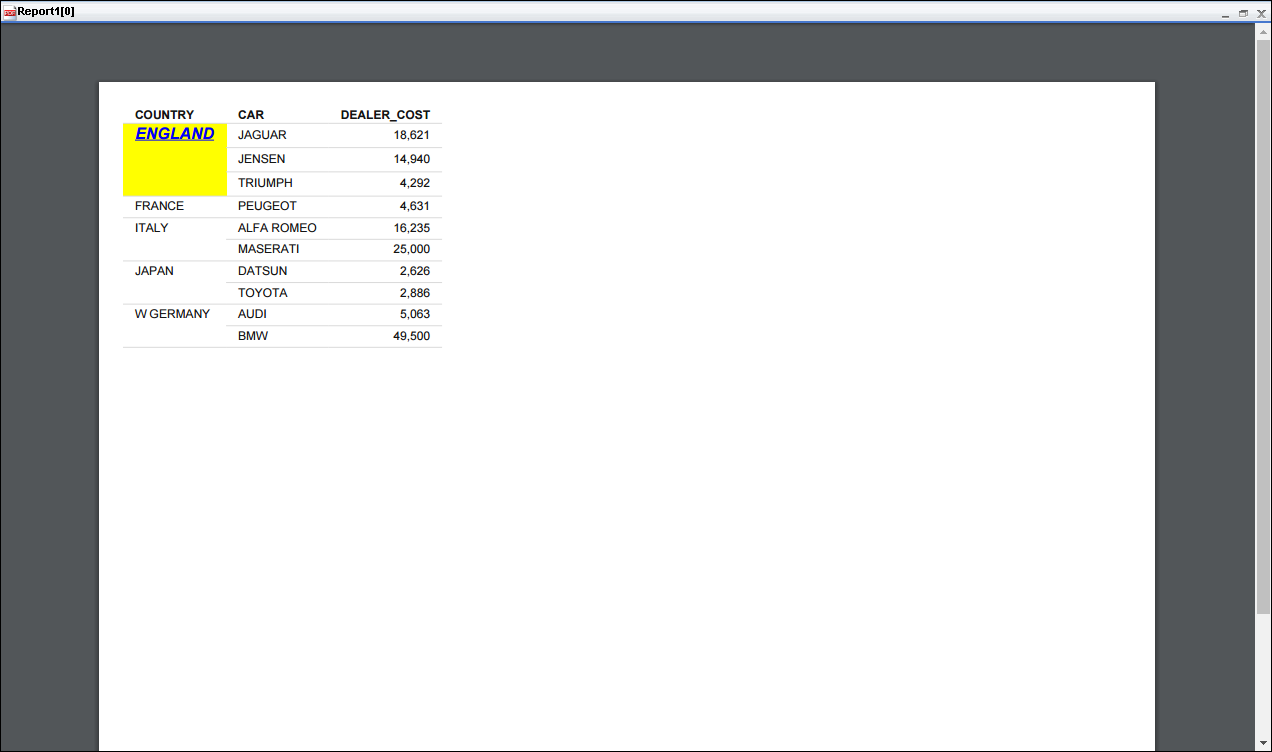 Report1[0]
COUNTRY CAR DEALER_COST
ENGLAND JAGUAR 18,621
JENSEN 14,940
TRIUMPH 4,292
FRANCE PEUGEOT 4,631
ITALY ALFA ROMEO 16,235
MASERATI 25,000
JAPAN DATSUN 2,626
TOYOTA 2,886
W GERMANY AUDI 5,063
BMW 49,500